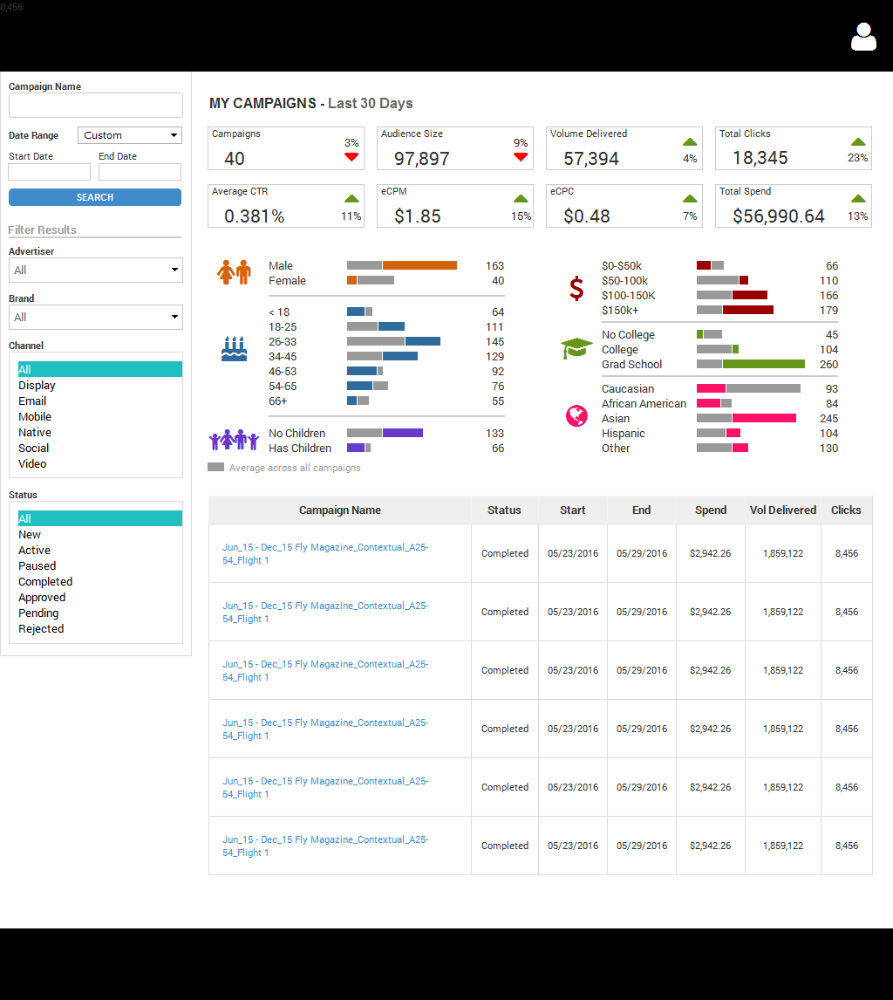 8,456
Campaign Name
Date Range Custom
Start Date End Date
SEARCH
Filter Results
Advertiser
All
Brand
All
Channel
All
Display
Email
Mobile
Native
Social
Video
Status
All
New
Active
Paused
Completed
Approved
Pending
Rejected
MY CAMPAIGNS - Last 30 Days
Campaigns
40
3%
Audience Size
97,897
9%
Volume Delivered
57,394
4%
Total Clicks
18,345
23%
Average CTR
0.381%
11%
eCPM
$1.85
15%
eCPC
$0.48
7%
Total Spend
$56,990.64
13%
Male 163
Female 40
< 18 64
18-25 111
26-33 145
34-45 129
46-53 92
54-65 76
66+ 55
No Children 133
Has Children 66
Average across all campaigns
$
$0-$50k 66
$50-100k 110
$100-150K 166
$150k+ 179
No College 45
College 104
Grad School 260
Caucasian 93
African American 84
Asian 245
Hispanic 104
Other 130
Campaign Name Status Start End Spend Vol Delivered Clicks
Jun_15 - Dec_15 Fly Magazine_Contextual_A25-
54_Flight 1
Completed 05/23/2016 05/29/2016 $2,942.26 1,859,122 8,456
Jun_15 - Dec_15 Fly Magazine_Contextual_A25-
54_Flight 1
Completed 05/23/2016 05/29/2016 $2,942.26 1,859,122 8,456
Jun_15 - Dec_15 Fly Magazine_Contextual_A25-
54_Flight 1
Completed 05/23/2016 05/29/2016 $2,942.26 1,859,122 8,456
Jun_15 - Dec_15 Fly Magazine_Contextual_A25-
54_Flight 1
Completed 05/23/2016 05/29/2016 $2,942.26 1,859,122 8,456
Jun_15 - Dec_15 Fly Magazine_Contextual_A25-
54_Flight 1
Completed 05/23/2016 05/29/2016 $2,942.26 1,859,122 8,456
Jun_15 - Dec_15 Fly Magazine_Contextual_A25-
54_Flight 1
Completed 05/23/2016 05/29/2016 $2,942.26 1,859,122 8,456